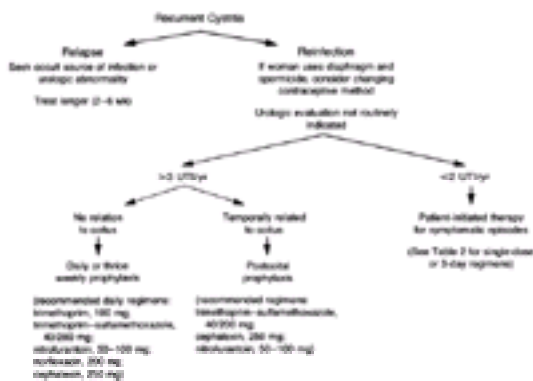 Recurrent Cystitis
Relapse
Seek occult source of infection or
urologic abnormality
Treat longer (2–6 wk)
Reinfection
If woman uses diaphragm and
spermicide, consider changing
contraceptive method
Urologic evaluation not routinely
indicated
>3 UTI/yr
<2 UTI/yr
No relation
to coitus
Temporally related
to coitus
Patient-initiated therapy
for symptomatic episodes
(See Table 2 for single-dose
or 3-day regimens)
Daily or thrice
weekly prophylaxis
Postcoital
prophylaxis
(recommended daily regimens:
trimethoprim, 100 mg;
trimethoprim–sulfamethoxazole,
40/200 mg;
nitrofurantoin, 50–100 mg;
norfloxacin, 200 mg;
cephalexin, 250 mg)
(recommended regimens:
trimethoprim–sulfamethoxazole,
40/200 mg;
cephalexin, 250 mg;
nitrofurantoin, 50–100 mg)